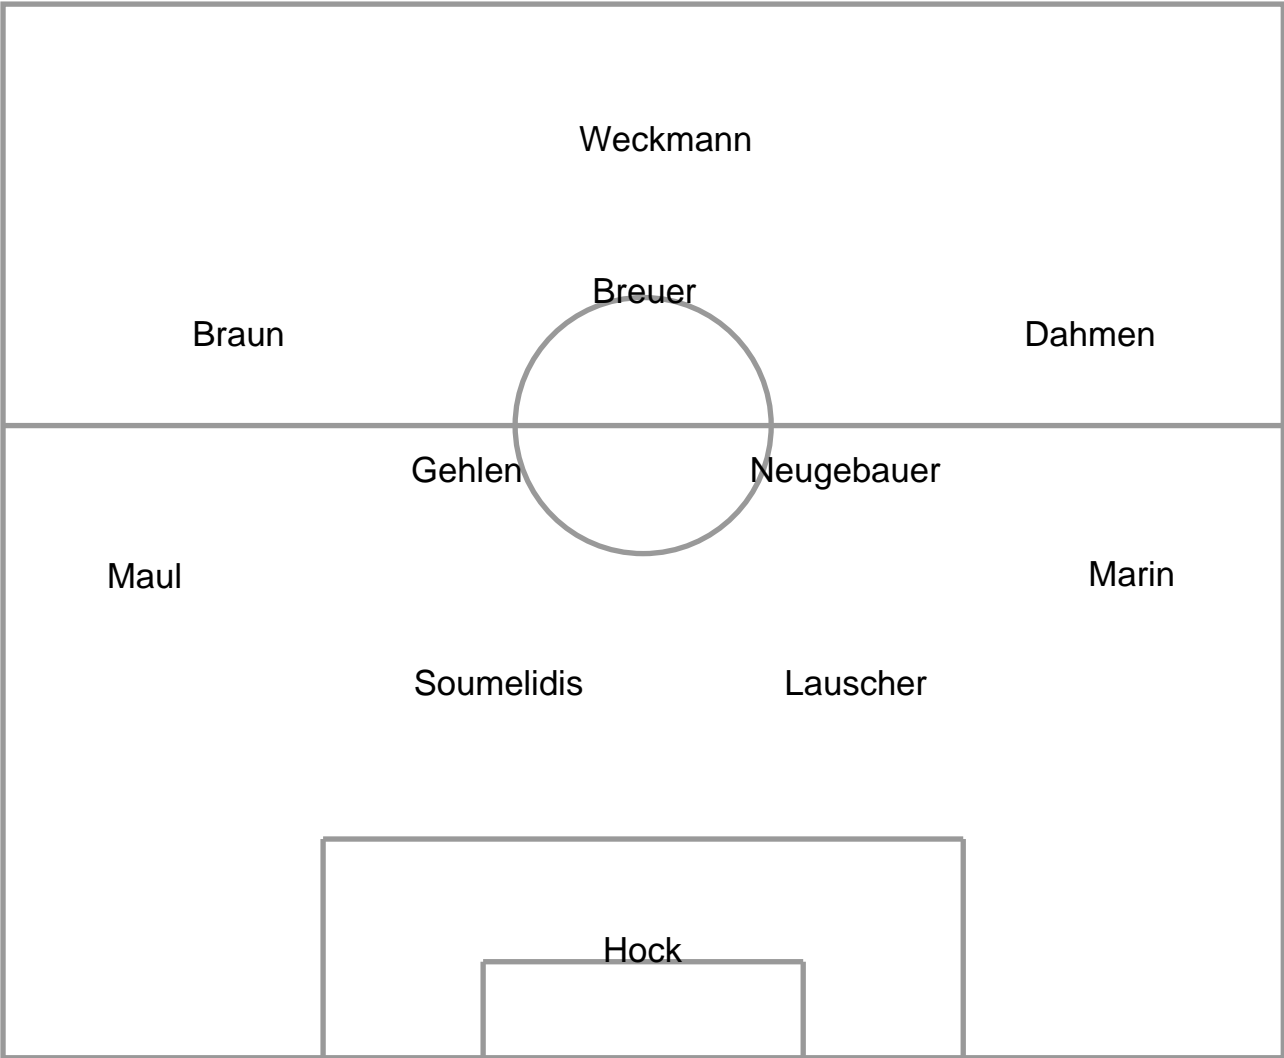 Weckmann
Breuer
Braun
Dahmen
Gehlen
Neugebauer
Maul
Marin
Soumelidis
Lauscher
Hock